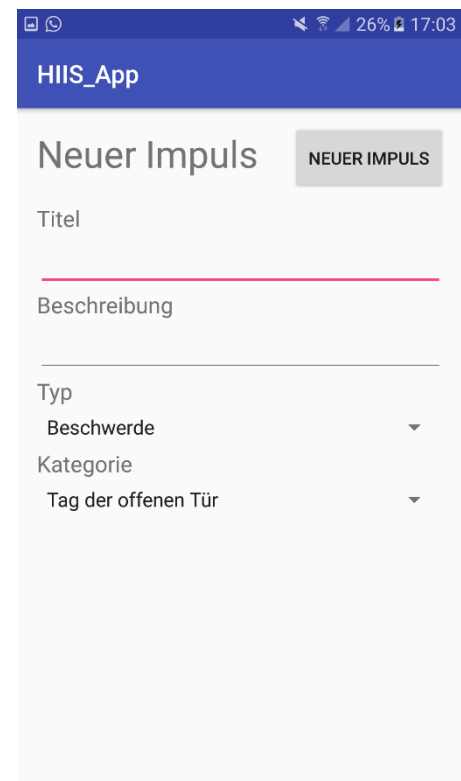 26% 17:03
HIIS_App
Neuer Impuls NEUER IMPULS
Titel
Beschreibung
Typ
Beschwerde
Kategorie
Tag der offenen Tür